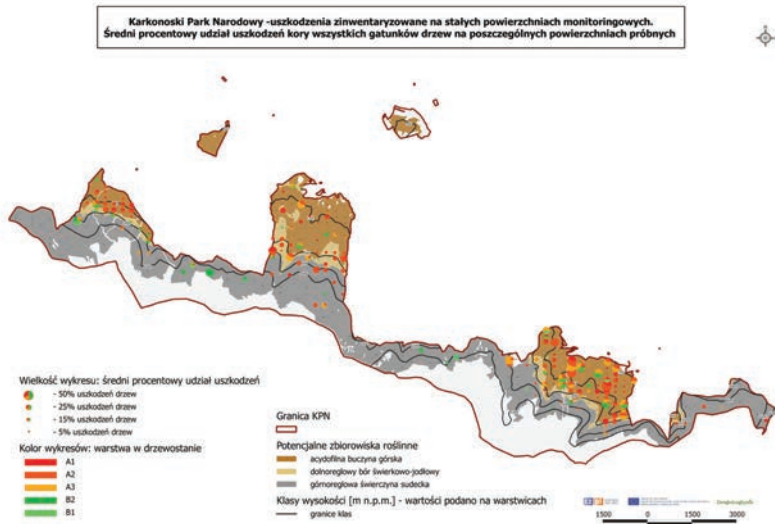 Karkonoski Park Narodowy -uszkodzenia zinwentaryzowane na stałych powierzchniach monitoringowych.
Średni procentowy udział uszkodzeń kory wszystkich gatunków drzew na poszczególnych powierzchniach próbnych
Wielkość wykresu: średni procentowy udział uszkodzeń
- 50% uszkodzeń drzew
- 25% uszkodzeń drzew
- 15% uszkodzeń drzew
- 5% uszkodzeń drzew
Kolor wykresów: warstwa w drzewostanie
A1
A2
A3
B2
B1
Granica KPN
Potencjalne zbiorowiska roślinne
acydofilna buczyna górska
dolnoreglowy bór świerkowo-jodłowy
górnoreglowa świerczyna sudecka
Klasy wysokości [m n.p.m.] - wartości podano na warstwicach
granice klas
1500 0 1500 3000